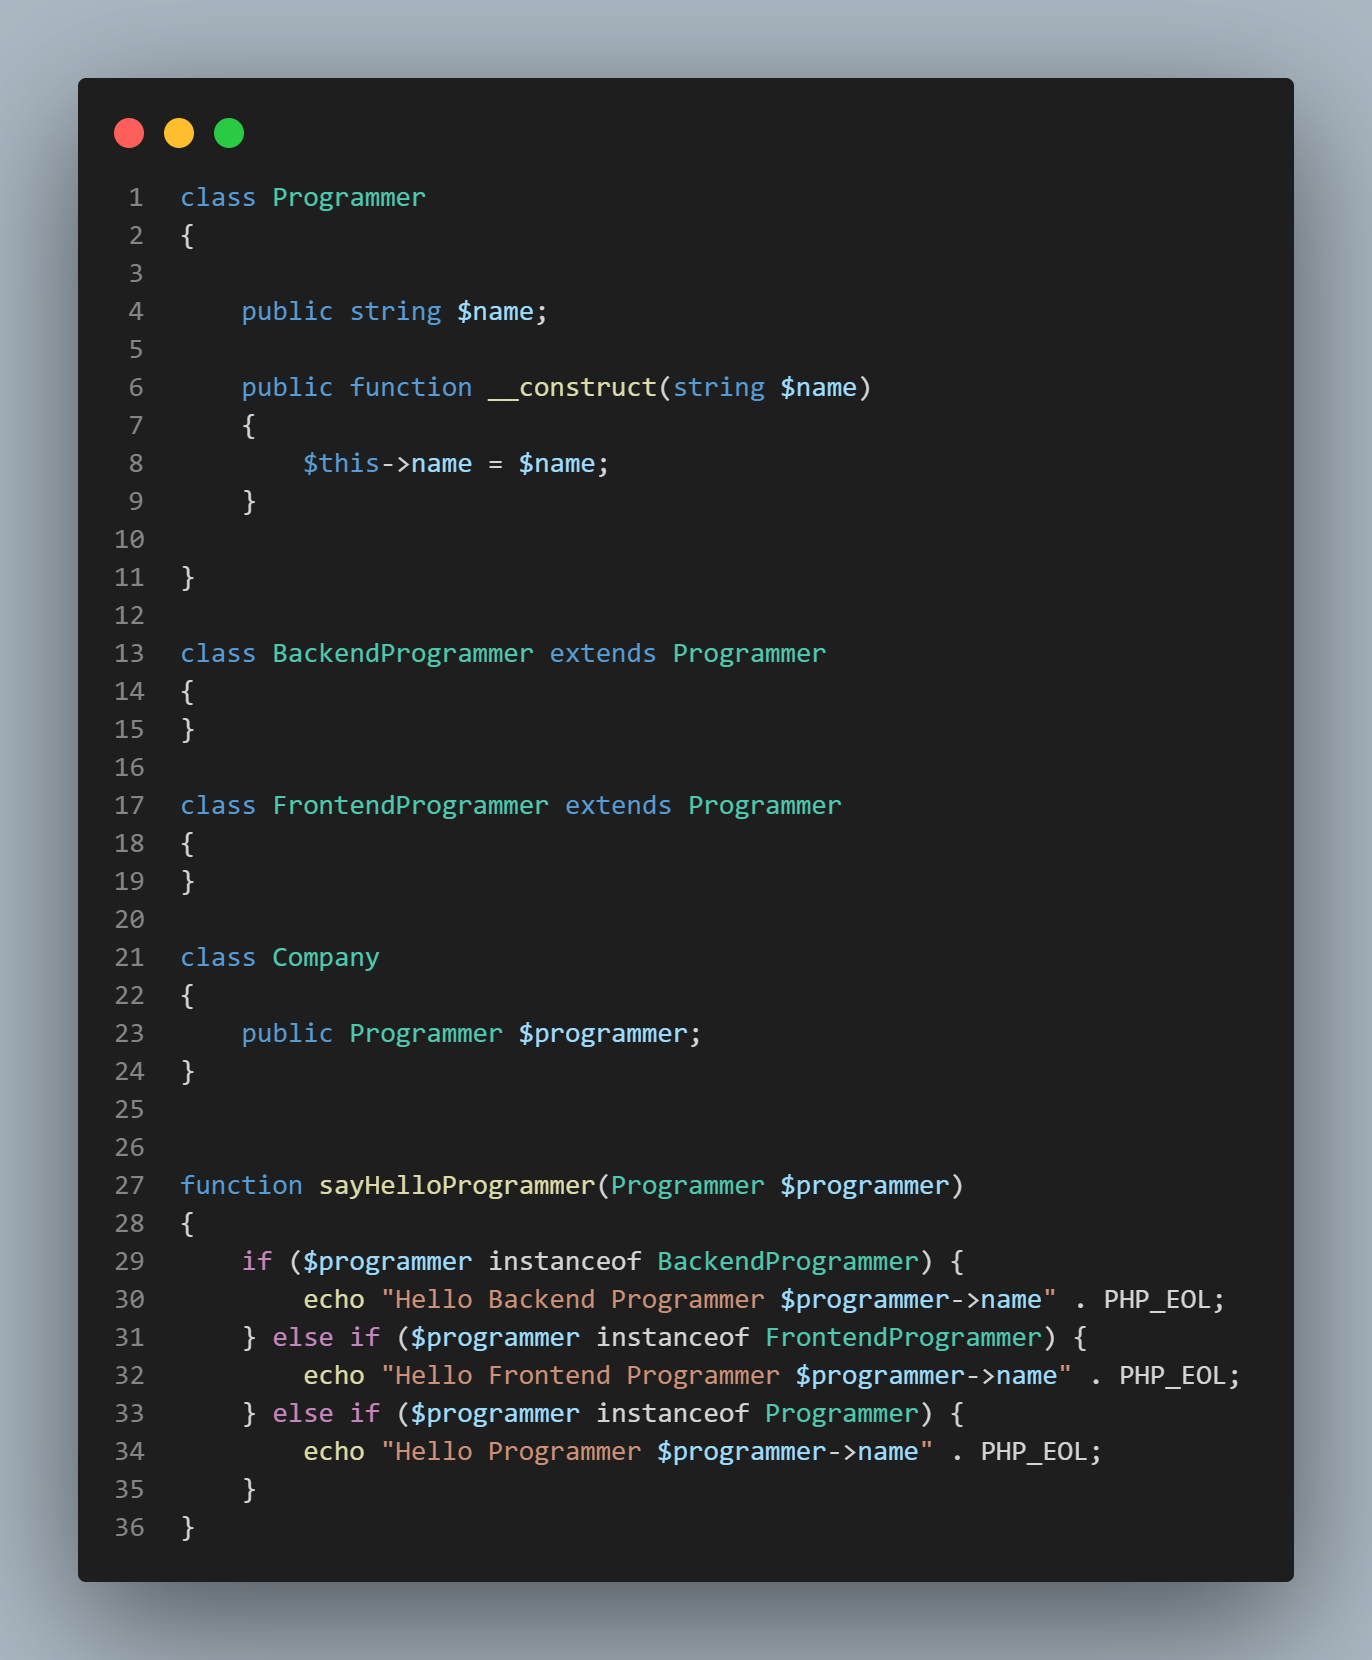 1 class Programmer
2 {
3
4     public string $name;
5
6     public function __construct(string $name)
7     {
8         $this->name = $name;
9     }
10
11 }
12
13 class BackendProgrammer extends Programmer
14 {
15 }
16
17 class FrontendProgrammer extends Programmer
18 {
19 }
20
21 class Company
22 {
23     public Programmer $programmer;
24 }
25
26
27 function sayHelloProgrammer(Programmer $programmer)
28 {
29     if ($programmer instanceof BackendProgrammer) {
30         echo "Hello Backend Programmer $programmer->name" . PHP_EOL;
31     } else if ($programmer instanceof FrontendProgrammer) {
32         echo "Hello Frontend Programmer $programmer->name" . PHP_EOL;
33     } else if ($programmer instanceof Programmer) {
34         echo "Hello Programmer $programmer->name" . PHP_EOL;
35     }
36 }